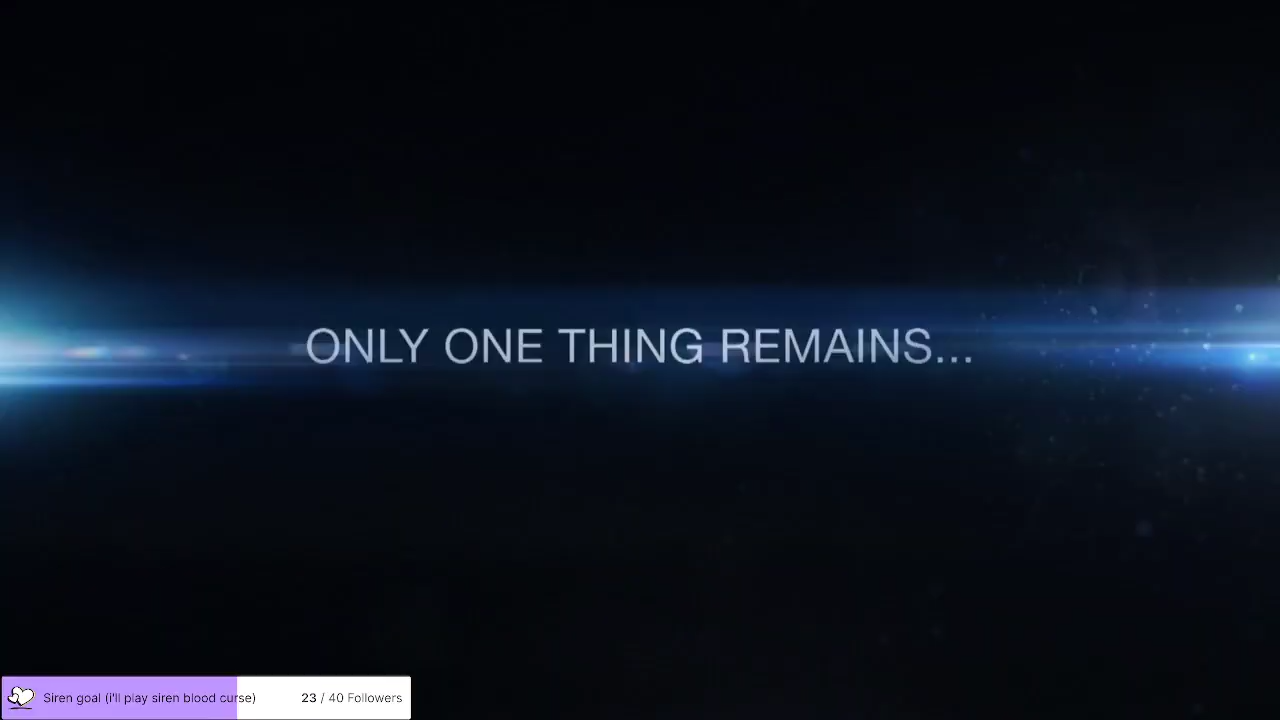 ONLY ONE THING REMAINS...
Siren goal (i'll play siren blood curse) 23 / 40 Followers